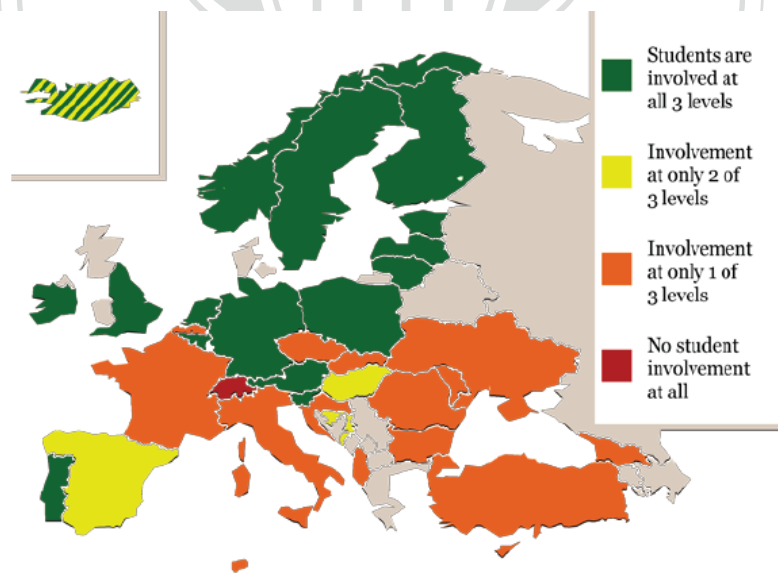 Students are
involved at
all 3 levels
Involvement
at only 2 of
3 levels
Involvement
at only 1 of
3 levels
No student
involvement
at all